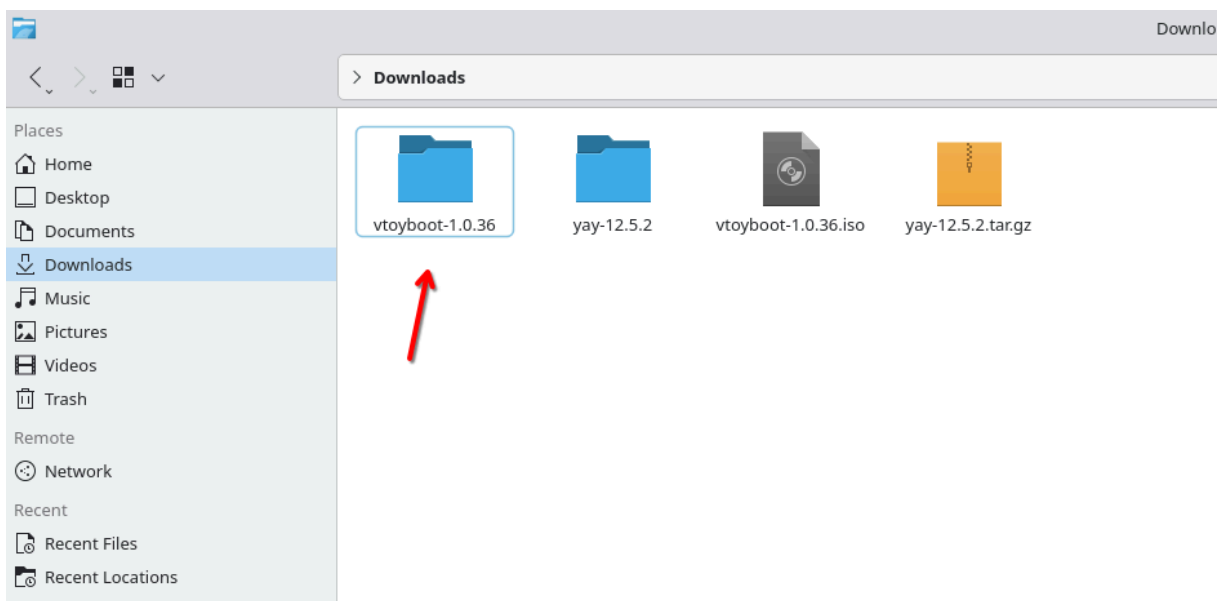 Downlo
Downloads
Places
Home
Desktop
Documents
Downloads
Music
Pictures
Videos
Trash
Remote
Network
Recent
Recent Files
Recent Locations
vtoyboot-1.0.36
yay-12.5.2
vtoyboot-1.0.36.iso
yay-12.5.2.tar.gz